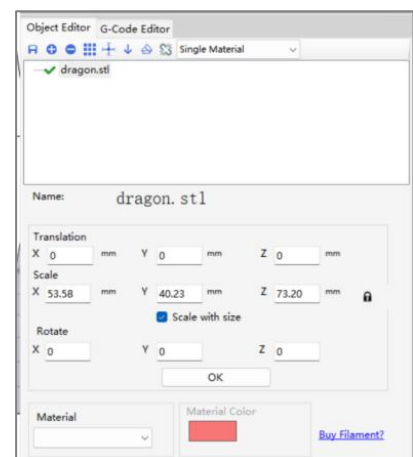 Object Editor G-Code Editor
Single Material
dragon.stl
Name: dragon.stl
Translation
X 0 mm Y 0 mm Z 0 mm
Scale
X 53.58 mm Y 40.23 mm Z 73.20 mm
Scale with size
Rotate
X 0 Y 0 Z 0
OK
Material Material Color
Buy Filament?